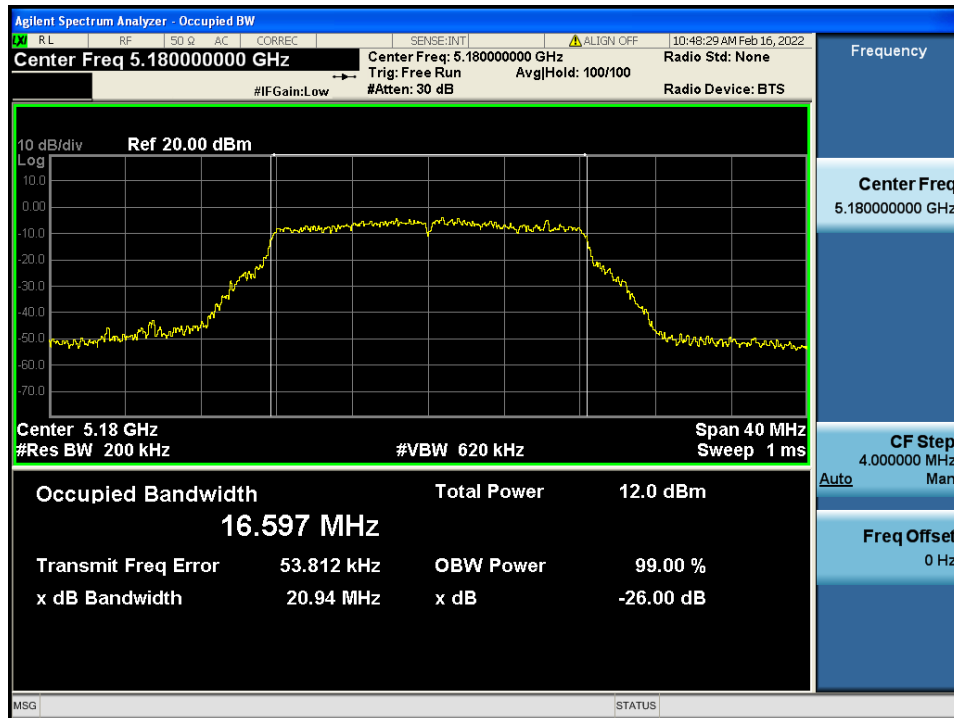 Agilent Spectrum Analyzer - Occupied BW
LXI RL RF 50 Ω AC CORREC SENSE:INT ALIGN OFF 10:48:29 AM Feb 16, 2022
Center Freq 5.180000000 GHz
Center Freq: 5.180000000 GHz Radio Std: None
Trig: Free Run Avg|Hold: 100/100
#IFGain:Low #Atten: 30 dB Radio Device: BTS
Frequency
10 dB/div Ref 20.00 dBm
Log
10.0
0.00
-10.0
-20.0
-30.0
-40.0
-50.0
-60.0
-70.0
Center 5.18 GHz Span 40 MHz
#Res BW 200 kHz #VBW 620 kHz Sweep 1 ms
Center Freq
5.180000000 GHz
CF Step
4.000000 MHz
Auto Man
Freq Offset
0 Hz
Occupied Bandwidth Total Power 12.0 dBm
16.597 MHz
Transmit Freq Error 53.812 kHz OBW Power 99.00 %
x dB Bandwidth 20.94 MHz x dB -26.00 dB
MSG STATUS